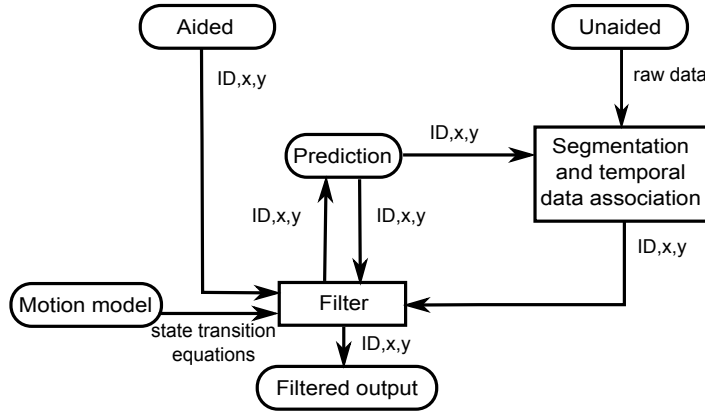 Aided
Unaided
ID,x,y
raw data
ID,x,y
Prediction
Segmentation
and temporal
data association
ID,x,y
ID,x,y
ID,x,y
Motion model
Filter
state transition
equations
ID,x,y
Filtered output